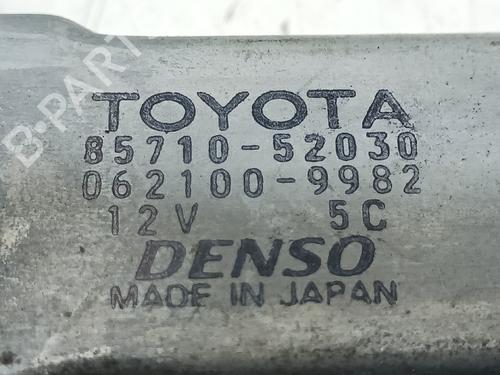 TOYOTA
85710-52030
062100-9982
12V 5C
DENSO
MADE IN JAPAN
B-PARTS